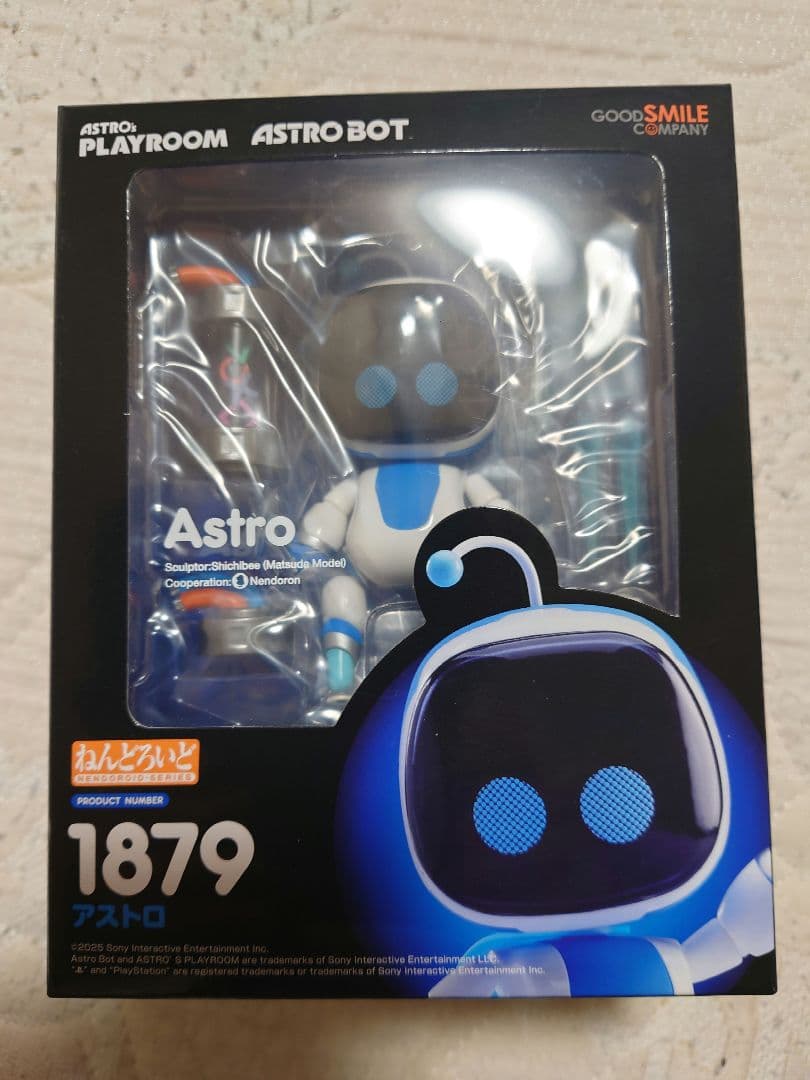 ASTRO's
PLAYROOM
ASTRO BOT
GOOD SMILE
COMPANY
Astro
Sculptor:Shichibee (Matsuda Model)
Cooperation: Nendoron
ねんどろいど
NENDOROID-SERIES
PRODUCT NUMBER
1879
アストロ
©2025 Sony Interactive Entertainment Inc.
Astro Bot and ASTRO' S PLAYROOM are trademarks of Sony Interactive Entertainment LLC.
" " and "PlayStation" are registered trademarks or trademarks of Sony Interactive Entertainment Inc.